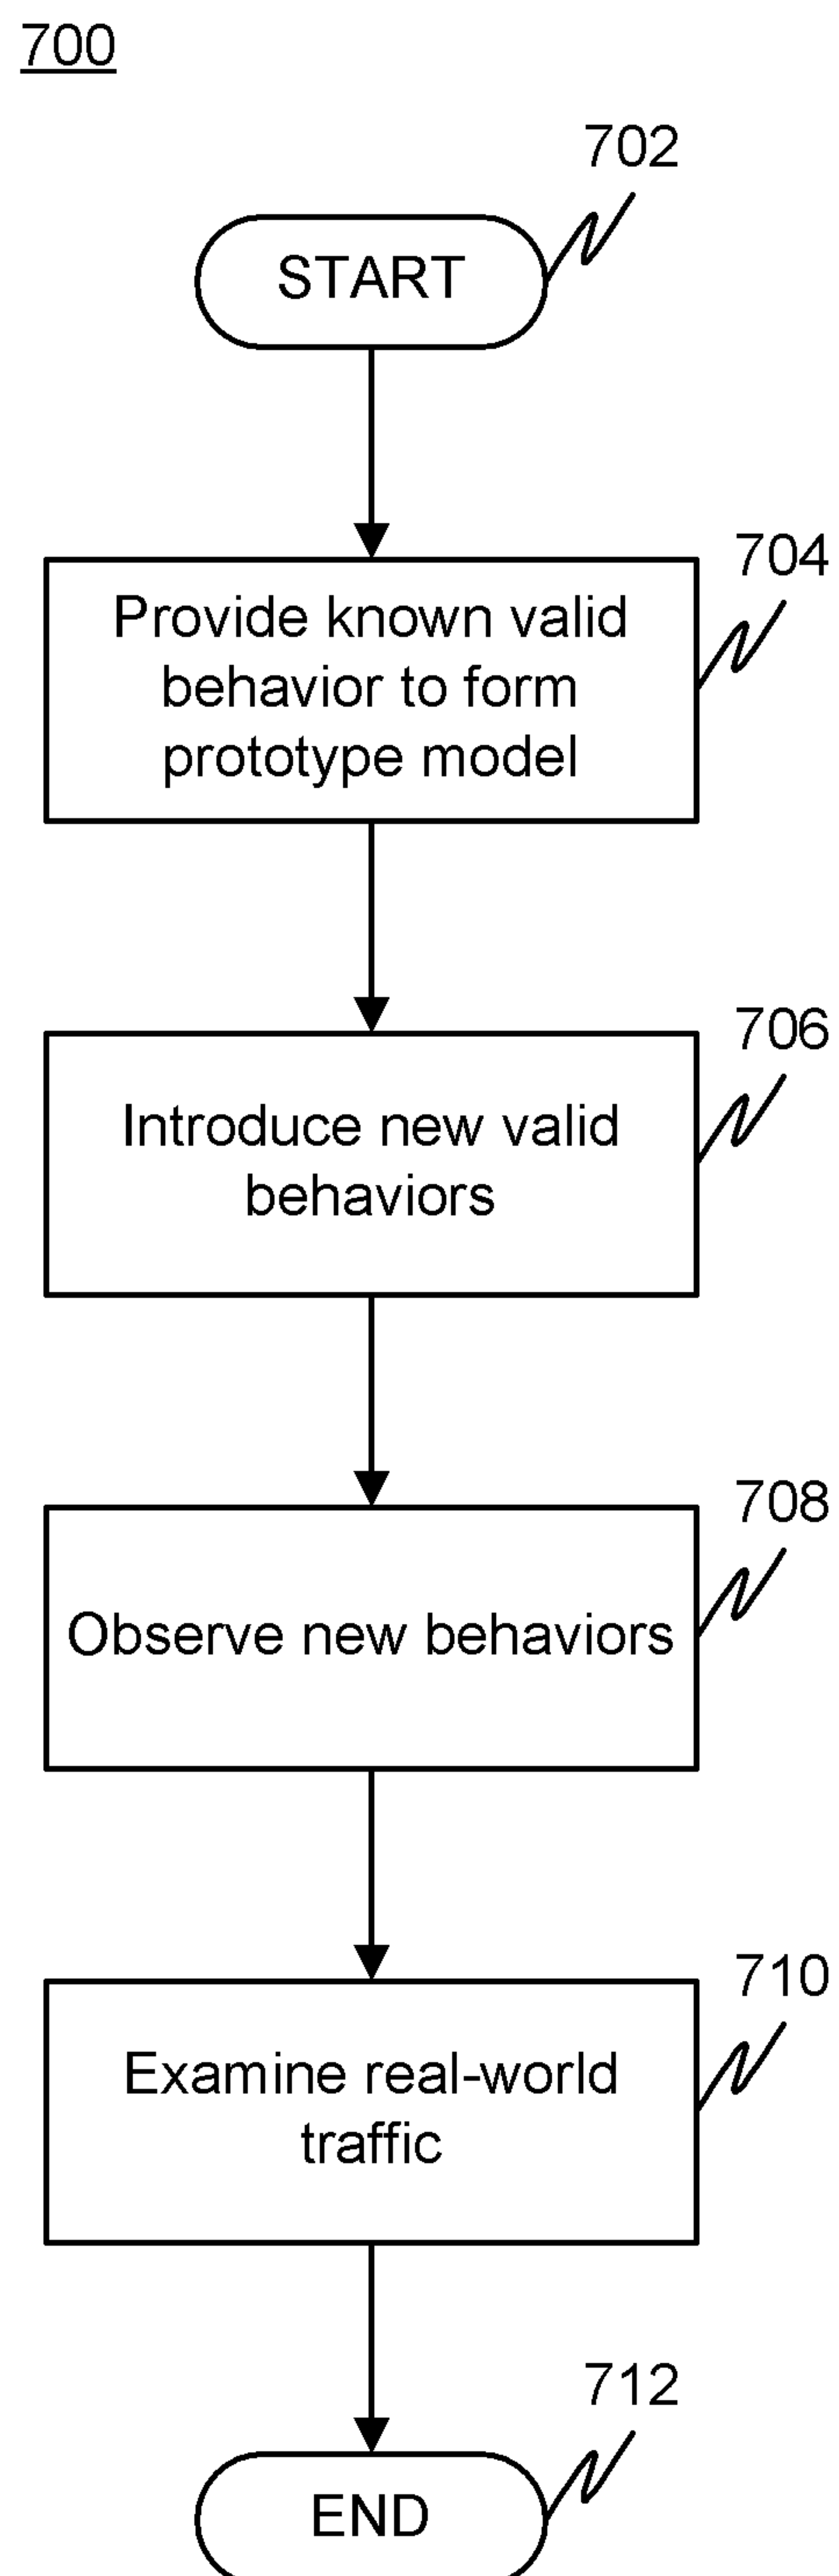 700
702
START
704
Provide known valid
behavior to form
prototype model
706
Introduce new valid
behaviors
708
Observe new behaviors
710
Examine real-world
traffic
712
END